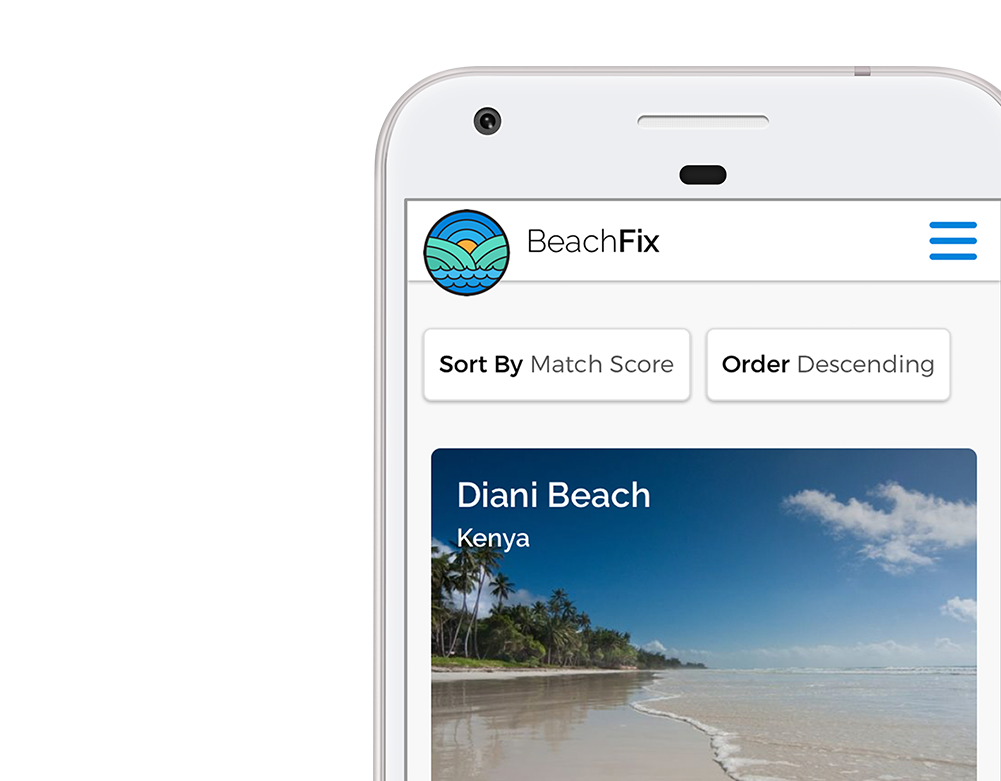 BeachFix
Sort By Match Score
Order Descending
Diani Beach
Kenya